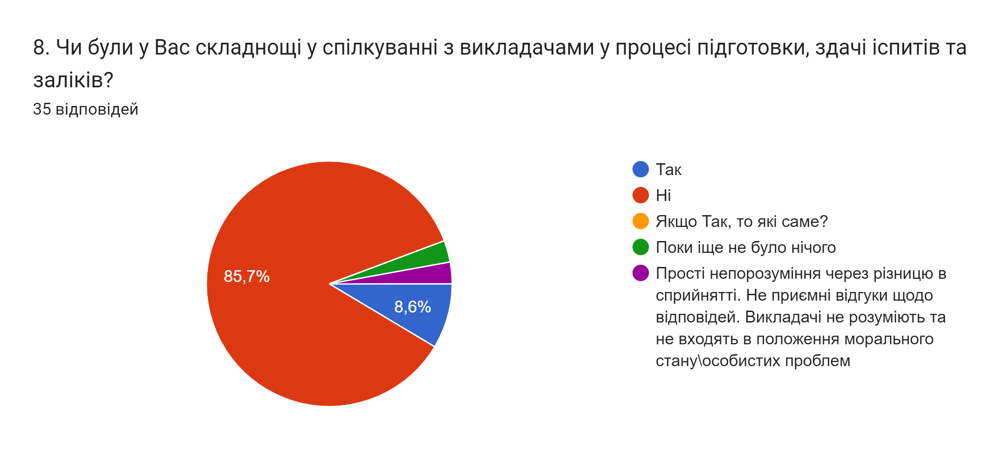 8. Чи були у Вас складнощі у спілкуванні з викладачами у процесі підготовки, здачі іспитів та
заліків?
35 відповідей
85,7%
8,6%
Так
Ні
Якщо Так, то які саме?
Поки іще не було нічого
Прості непорозуміння через різницю в
сприйнятті. Не приємні відгуки щодо
відповідей. Викладачі не розуміють та
не входять в положення морального
стану\особистих проблем